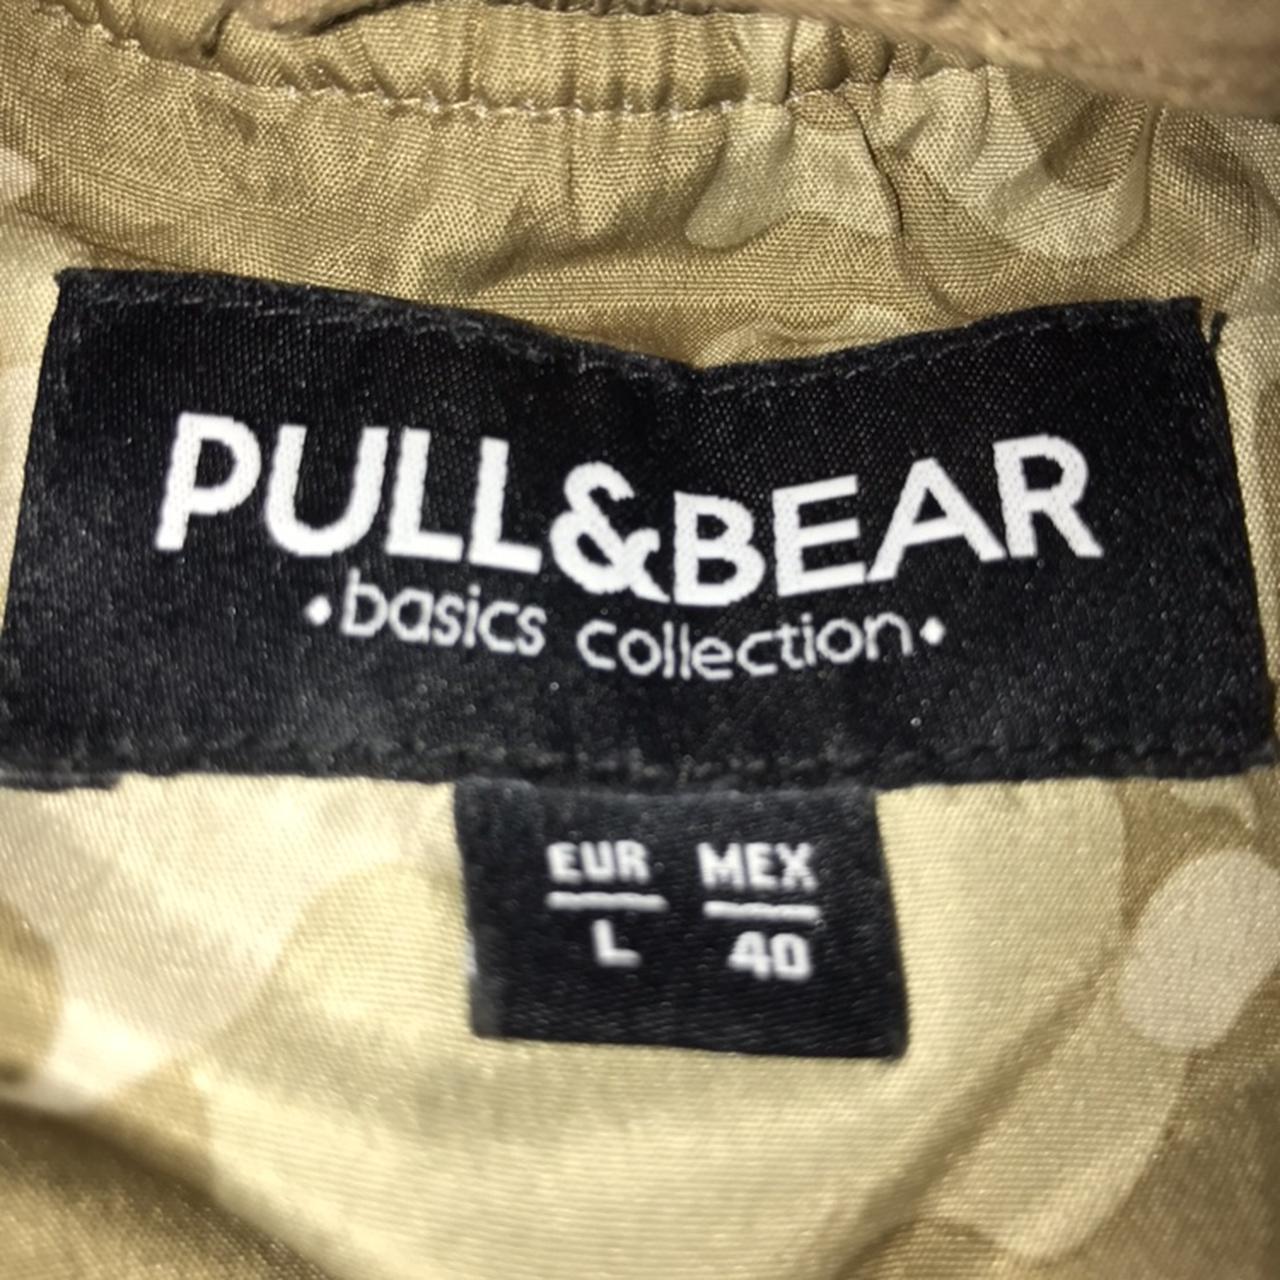 PULL&BEAR
•basics collection•
EUR MEX
L 40